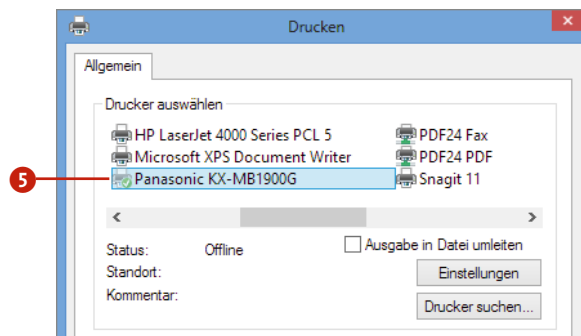 Drucken
Allgemein
Drucker auswählen
HP LaserJet 4000 Series PCL 5
PDF24 Fax
Microsoft XPS Document Writer
PDF24 PDF
5
Panasonic KX-MB1900G
Snagit 11
Status: Offline
Ausgabe in Datei umleiten
Standort:
Einstellungen
Kommentar:
Drucker suchen...